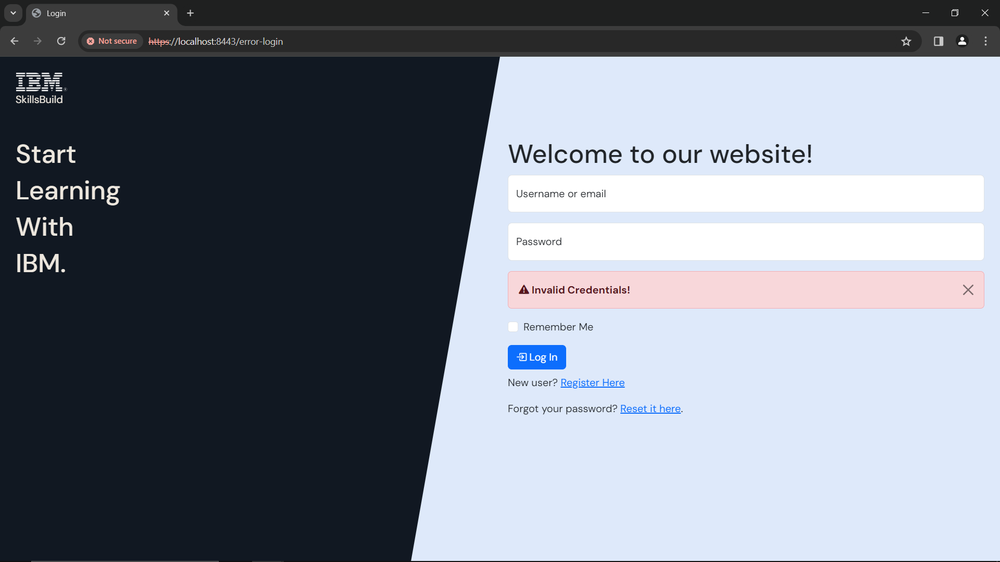 Login
Not secure
https://localhost:8443/error-login
IBM®
SkillsBuild
Start
Learning
With
IBM.
Welcome to our website!
Username or email
Password
Invalid Credentials!
Remember Me
Log In
New user? Register Here
Forgot your password? Reset it here.